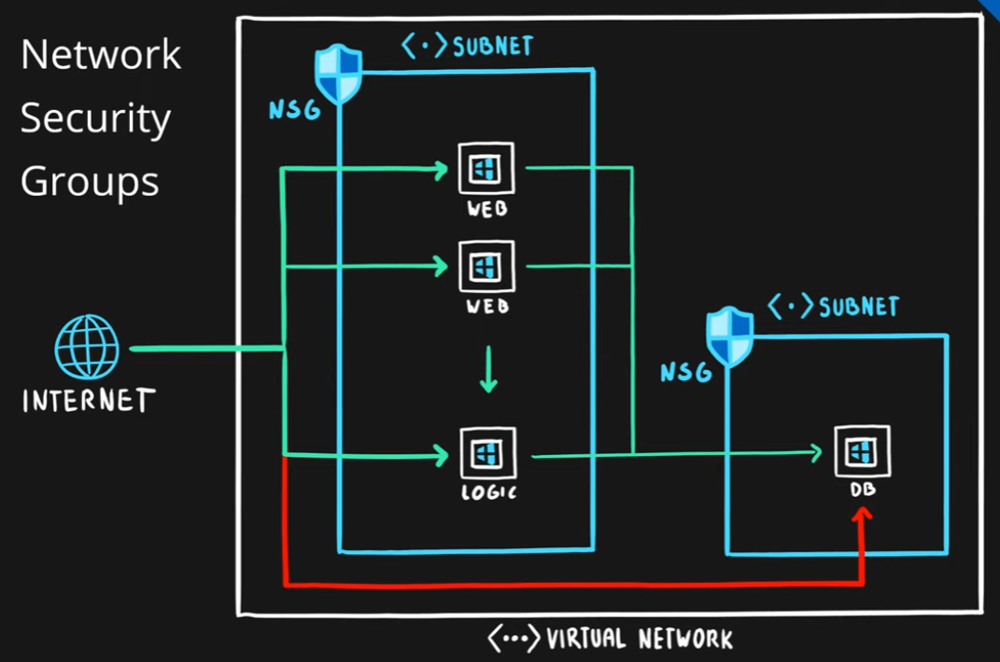 Network
Security
Groups
<·> SUBNET
NSG
WEB
WEB
INTERNET
<·> SUBNET
NSG
LOGIC
DB
<···> VIRTUAL NETWORK